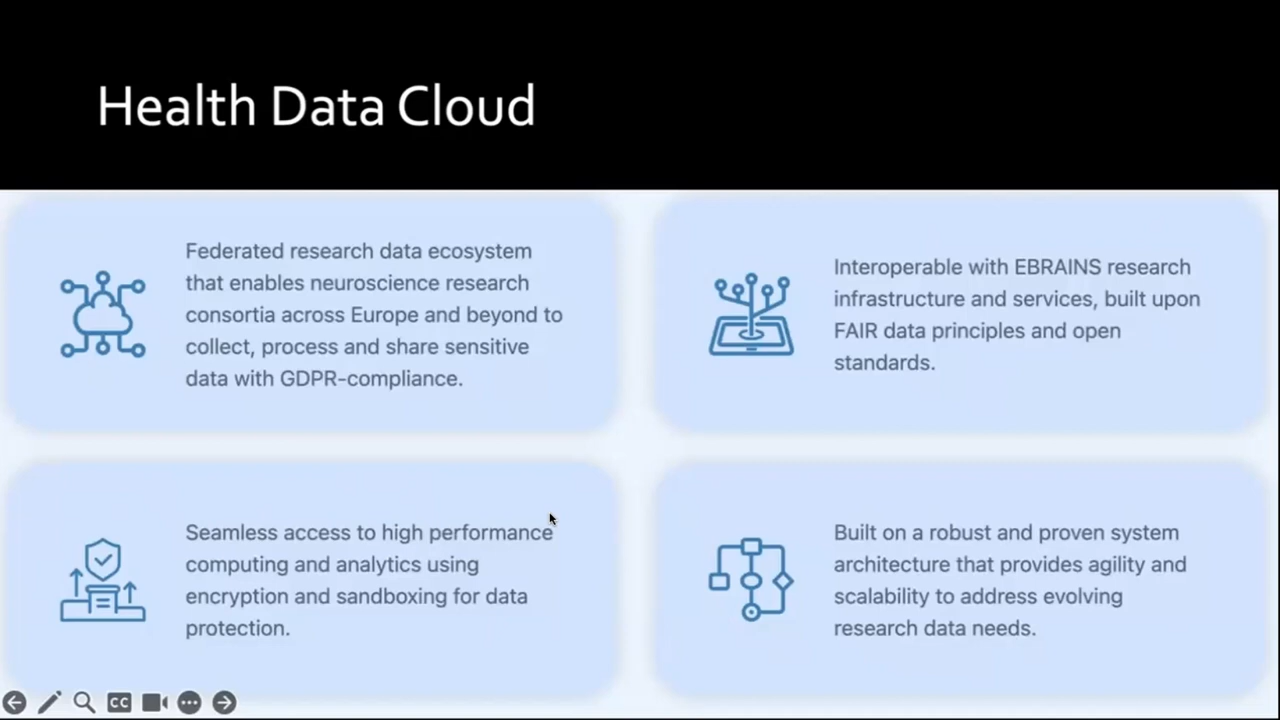 Health Data Cloud
Federated research data ecosystem
that enables neuroscience research
consortia across Europe and beyond to
collect, process and share sensitive
data with GDPR-compliance.
Interoperable with EBRAINS research
infrastructure and services, built upon
FAIR data principles and open
standards.
Seamless access to high performance
computing and analytics using
encryption and sandboxing for data
protection.
Built on a robust and proven system
architecture that provides agility and
scalability to address evolving
research data needs.
CC